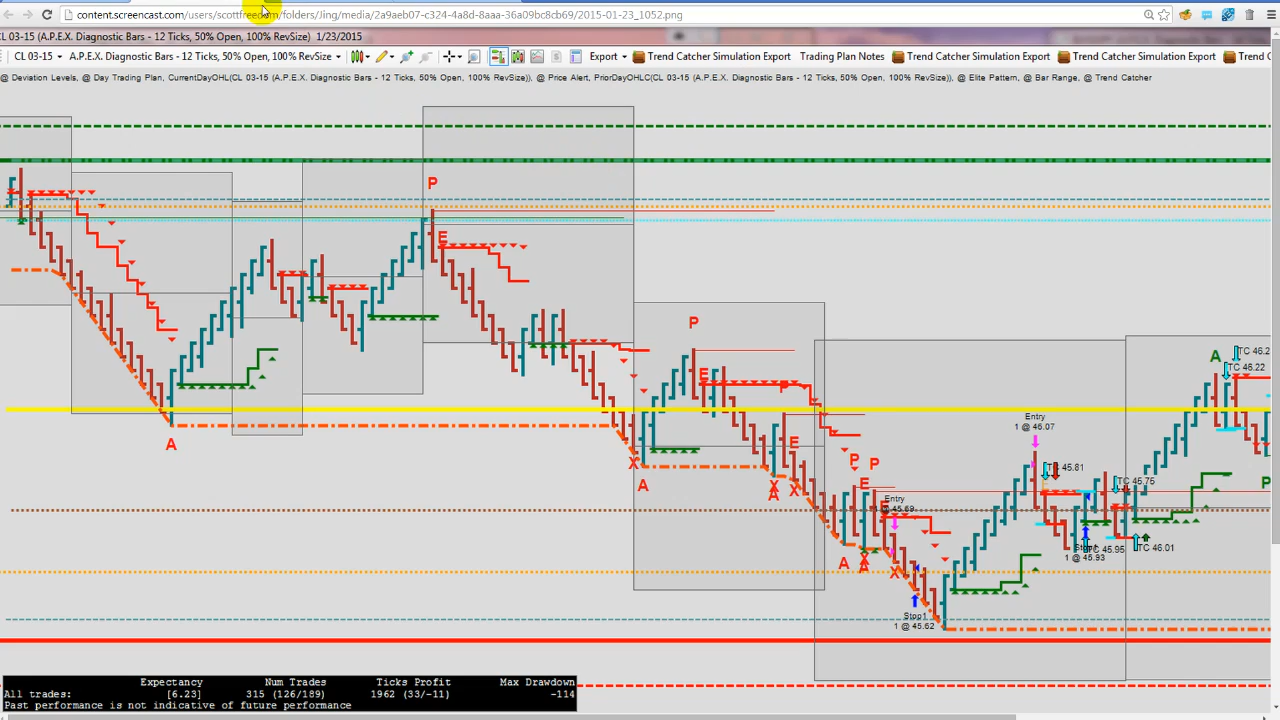 content.screencast.com/users/scottfreedom/folders/Jing/media/2a9aeb07-c324-4a8d-8aaa-36a09bc8cb69/2015-01-23_1052.png
CL 03-15 (A.P.E.X. Diagnostic Bars - 12 Ticks, 50% Open, 100% RevSize) 1/23/2015
CL 03-15 A.P.E.X. Diagnostic Bars - 12 Ticks, 50% Open, 100% RevSize Export Trend Catcher Simulation Export Trading Plan Notes Trend Catcher Simulation Export Trend Catcher Simulation Export Trend C
@ Deviation Levels, @ Day Trading Plan, CurrentDayOHL(CL 03-15 (A.P.E.X. Diagnostic Bars - 12 Ticks, 50% Open, 100% RevSize)), @ Price Alert, PriorDayOHLC(CL 03-15 (A.P.E.X. Diagnostic Bars - 12 Ticks, 50% Open, 100% RevSize)), @ Elite Pattern, @ Bar Range, @ Trend Catcher
P
E
P
A TC 46.2
TC 46.22
E
P
Entry
1 @ 46.07
A
E
P P
X
TC 45.81
A
X
A
X
E
TC 45.75
P
Entry
1 @ 45.69
E
A
X
A
X
TC 45.95 TC 46.01
Stop1
1 @ 45.93
Stop1
1 @ 45.62
Expectancy Num Trades Ticks Profit Max Drawdown
All trades: [6.23] 315 (126/189) 1962 (33/-11) -114
Past performance is not indicative of future performance